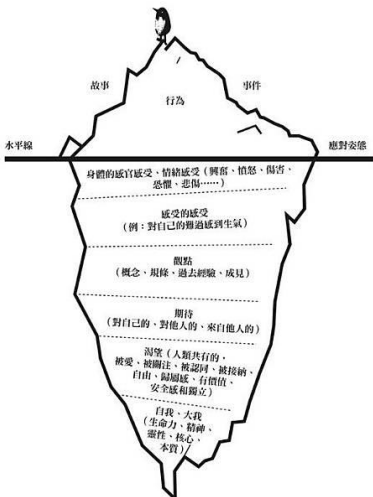 故事
事件
行為
水平線
應對姿態
身體的感官感受、情緒感受（興奮、憤怒、傷害、
恐懼、悲傷……）
感受的感受
（例：對自己的難過感到生氣）
觀點
（概念、規條、過去經驗、成見）
期待
（對自己的、對他人的、來自他人的）
渴望（人類共有的、
被愛、被關注、被認同、被接納、
自由、歸屬感、有價值、
安全感和獨立）
自我、大我
（生命力、精神、
靈性、核心、
本質）